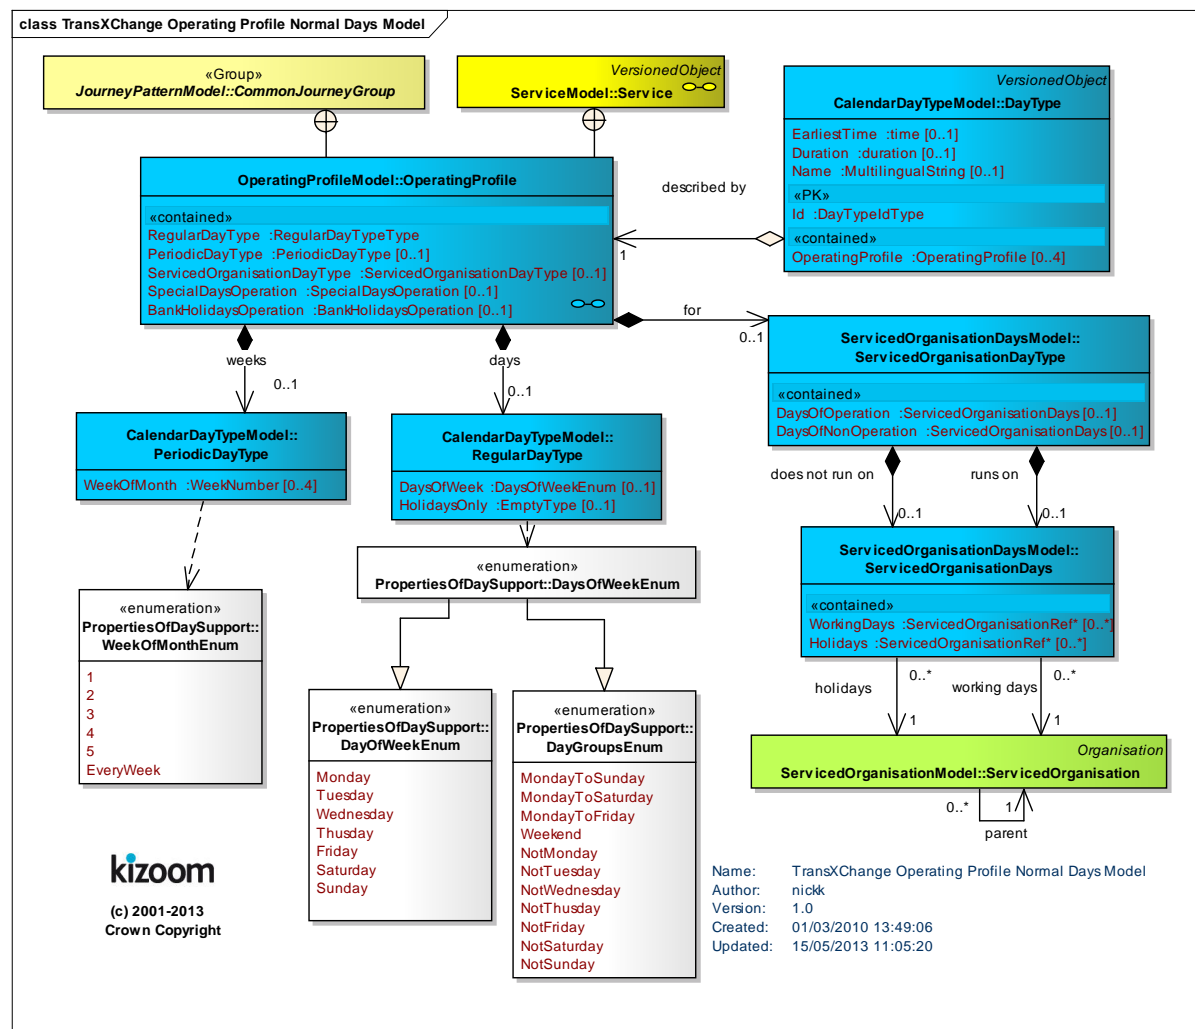 class TransXChange Operating Profile Normal Days Model
«Group»
JourneyPatternModel::CommonJourneyGroup
VersionedObject
ServiceModel::Service
VersionedObject
CalendarDayTypeModel::DayType
EarliestTime :time [0..1]
Duration :duration [0..1]
Name :MultilingualString [0..1]
«PK»
Id :DayTypeIdType
«contained»
OperatingProfile :OperatingProfile [0..4]
OperatingProfileModel::OperatingProfile
«contained»
RegularDayType :RegularDayTypeType
PeriodicDayType :PeriodicDayType [0..1]
ServicedOrganisationDayType :ServicedOrganisationDayType [0..1]
SpecialDaysOperation :SpecialDaysOperation [0..1]
BankHolidaysOperation :BankHolidaysOperation [0..1]
described by
1
for
0..1
weeks
0..1
days
0..1
ServicedOrganisationDaysModel::
ServicedOrganisationDayType
«contained»
DaysOfOperation :ServicedOrganisationDays [0..1]
DaysOfNonOperation :ServicedOrganisationDays [0..1]
CalendarDayTypeModel::
PeriodicDayType
WeekOfMonth :WeekNumber [0..4]
CalendarDayTypeModel::
RegularDayType
DaysOfWeek :DaysOfWeekEnum [0..1]
HolidaysOnly :EmptyType [0..1]
does not run on
0..1
runs on
0..1
ServicedOrganisationDaysModel::
ServicedOrganisationDays
«contained»
WorkingDays :ServicedOrganisationRef* [0..*]
Holidays :ServicedOrganisationRef* [0..*]
«enumeration»
PropertiesOfDaySupport::DaysOfWeekEnum
«enumeration»
PropertiesOfDaySupport::
WeekOfMonthEnum
1
2
3
4
5
EveryWeek
«enumeration»
PropertiesOfDaySupport::
DayOfWeekEnum
Monday
Tuesday
Wednesday
Thusday
Friday
Saturday
Sunday
«enumeration»
PropertiesOfDaySupport::
DayGroupsEnum
MondayToSunday
MondayToSaturday
MondayToFriday
Weekend
NotMonday
NotTuesday
NotWednesday
NotThusday
NotFriday
NotSaturday
NotSunday
0..*
holidays
1
0..*
working days
1
Organisation
ServicedOrganisationModel::ServicedOrganisation
0..*
1
parent
kizoom
(c) 2001-2013
Crown Copyright
Name: TransXChange Operating Profile Normal Days Model
Author: nickk
Version: 1.0
Created: 01/03/2010 13:49:06
Updated: 15/05/2013 11:05:20